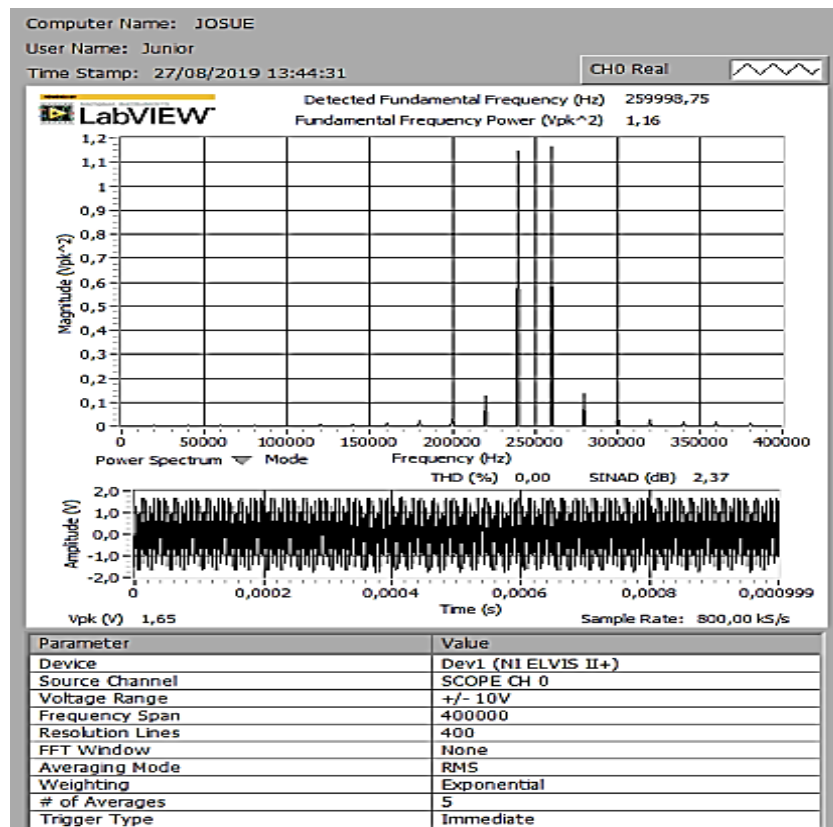 Computer Name: JOSUE
User Name: Junior
Time Stamp: 27/08/2019 13:44:31
CH0 Real
LabVIEW
Detected Fundamental Frequency (Hz) 259998,75
Fundamental Frequency Power (Vpk^2) 1,16
1,2
1,1
1
0,9
0,8
0,7
0,6
0,5
0,4
0,3
0,2
0,1
0
Magnitude (Vpk^2)
0 50000 100000 150000 200000 250000 300000 350000 400000
Power Spectrum Mode Frequency (Hz)
THD (%) 0,00 SINAD (dB) 2,37
2,0
1,0
0,0
-1,0
-2,0
Amplitude (V)
0 0,0002 0,0004 0,0006 0,0008 0,000999
Time (s)
Vpk (V) 1,65 Sample Rate: 800,00 kS/s
Parameter Value
Device Dev1 (NI ELVIS II+)
Source Channel SCOPE CH 0
Voltage Range +/- 10V
Frequency Span 400000
Resolution Lines 400
FFT Window None
Averaging Mode RMS
Weighting Exponential
# of Averages 5
Trigger Type Immediate